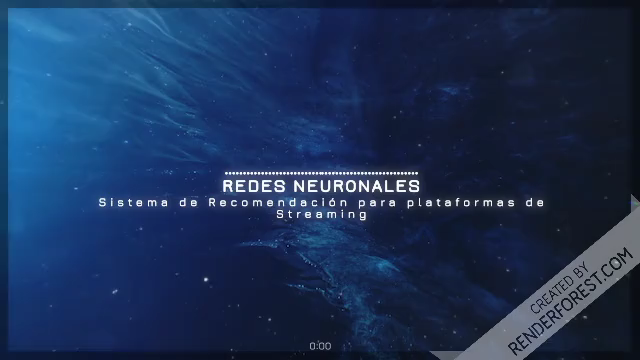 REDES NEURONALES
Sistema de Recomendación para plataformas de
Streaming
CREATED BY
RENDERFOREST.COM
0:00